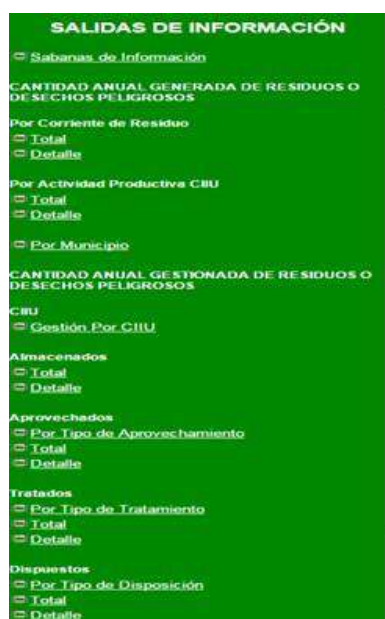 SALIDAS DE INFORMACIÓN
Sabanas de Información
CANTIDAD ANUAL GENERADA DE RESIDUOS O
DESECHOS PELIGROSOS
Por Corriente de Residuo
Total
Detalle
Por Actividad Productiva CIIU
Total
Detalle
Por Municipio
CANTIDAD ANUAL GESTIONADA DE RESIDUOS O
DESECHOS PELIGROSOS
CIIU
Gestión Por CIIU
Almacenados
Total
Detalle
Aprovechados
Por Tipo de Aprovechamiento
Total
Detalle
Tratados
Por Tipo de Tratamiento
Total
Detalle
Dispuestos
Por Tipo de Disposición
Total
Detalle